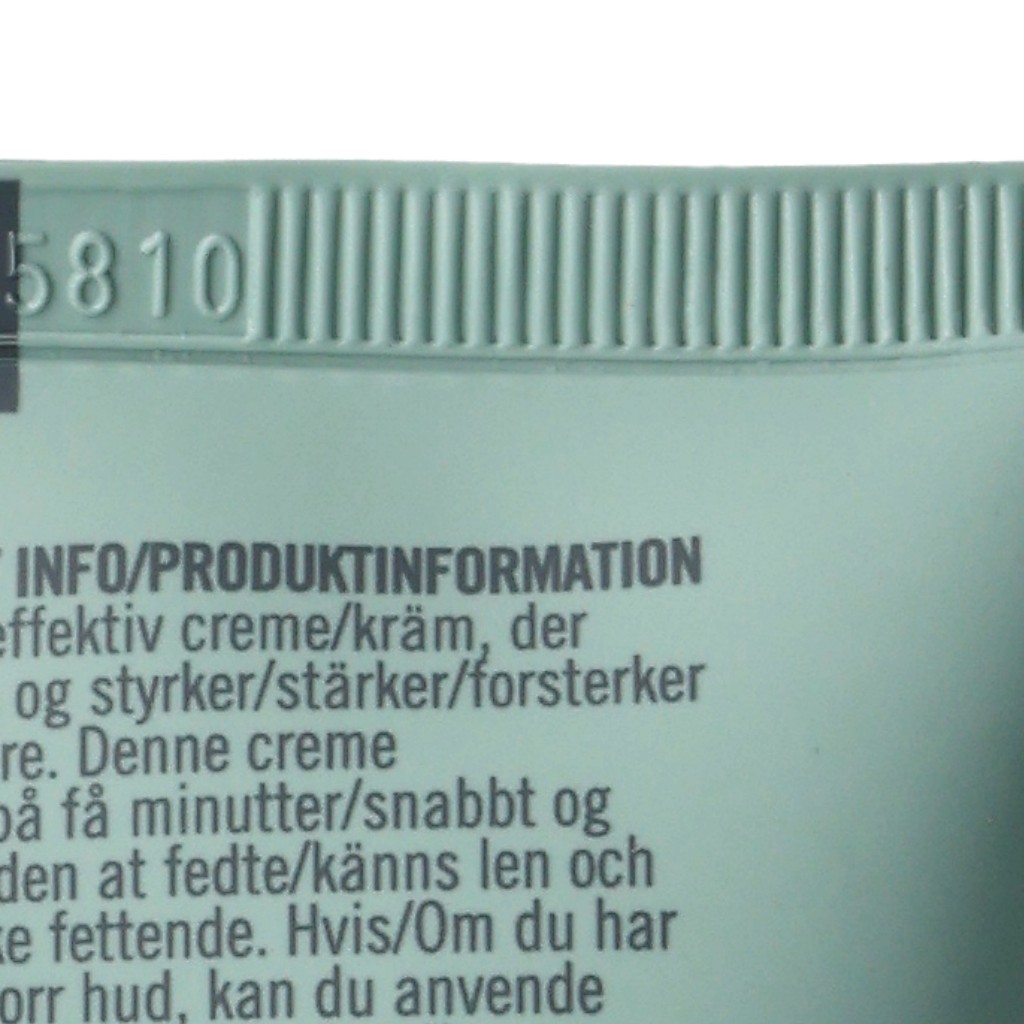 5810
INFO/PRODUKTINFORMATION
effektiv creme/kräm, der
og styrker/stärker/forsterker
re. Denne creme
på få minutter/snabbt og
den at fedte/känns len och
ke fettende. Hvis/Om du har
orr hud, kan du anvende